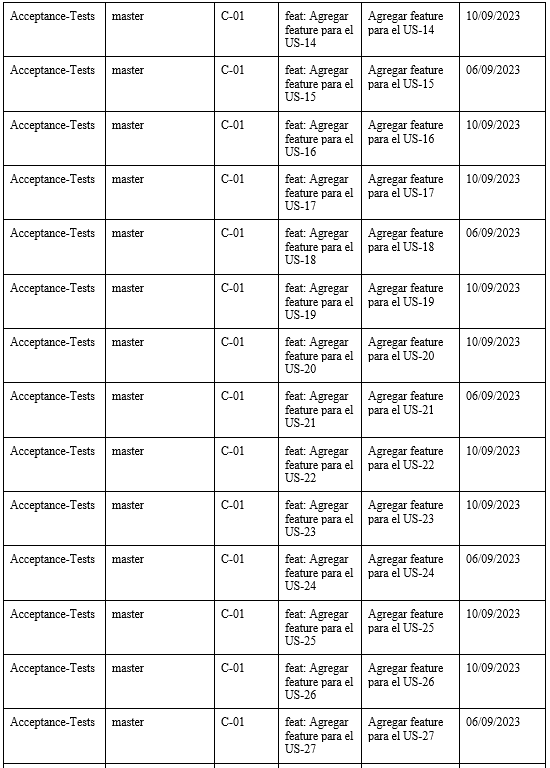 Acceptance-Tests master C-01 feat: Agregar Agregar feature 10/09/2023
feature para el para el US-14
US-14
Acceptance-Tests master C-01 feat: Agregar Agregar feature 06/09/2023
feature para el para el US-15
US-15
Acceptance-Tests master C-01 feat: Agregar Agregar feature 10/09/2023
feature para el para el US-16
US-16
Acceptance-Tests master C-01 feat: Agregar Agregar feature 10/09/2023
feature para el para el US-17
US-17
Acceptance-Tests master C-01 feat: Agregar Agregar feature 06/09/2023
feature para el para el US-18
US-18
Acceptance-Tests master C-01 feat: Agregar Agregar feature 10/09/2023
feature para el para el US-19
US-19
Acceptance-Tests master C-01 feat: Agregar Agregar feature 10/09/2023
feature para el para el US-20
US-20
Acceptance-Tests master C-01 feat: Agregar Agregar feature 06/09/2023
feature para el para el US-21
US-21
Acceptance-Tests master C-01 feat: Agregar Agregar feature 10/09/2023
feature para el para el US-22
US-22
Acceptance-Tests master C-01 feat: Agregar Agregar feature 10/09/2023
feature para el para el US-23
US-23
Acceptance-Tests master C-01 feat: Agregar Agregar feature 06/09/2023
feature para el para el US-24
US-24
Acceptance-Tests master C-01 feat: Agregar Agregar feature 10/09/2023
feature para el para el US-25
US-25
Acceptance-Tests master C-01 feat: Agregar Agregar feature 10/09/2023
feature para el para el US-26
US-26
Acceptance-Tests master C-01 feat: Agregar Agregar feature 06/09/2023
feature para el para el US-27
US-27